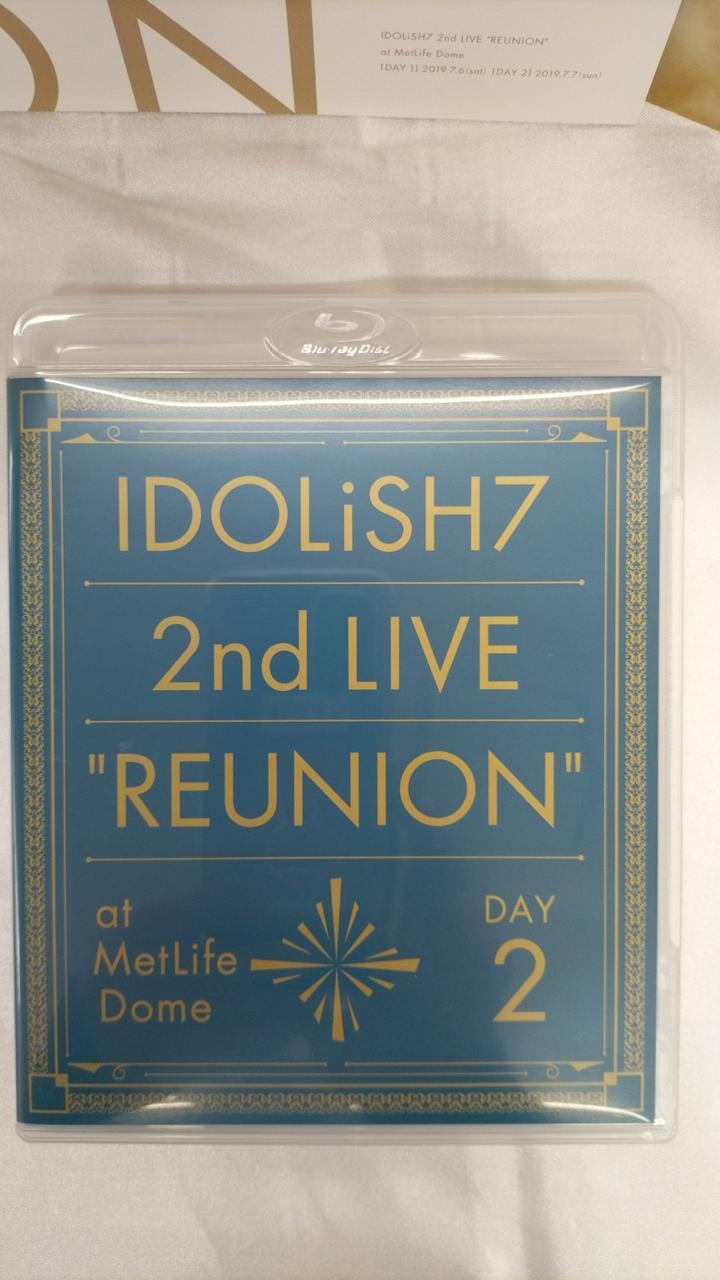 ON
IDOLiSH7 2nd LIVE "REUNION"
at MetLife Dome
[DAY 1] 2019.7.6(sat) [DAY 2] 2019.7.7(sun)
Blu-ray Disc
IDOLiSH7
2nd LIVE
"REUNION"
at
MetLife
Dome
DAY
2